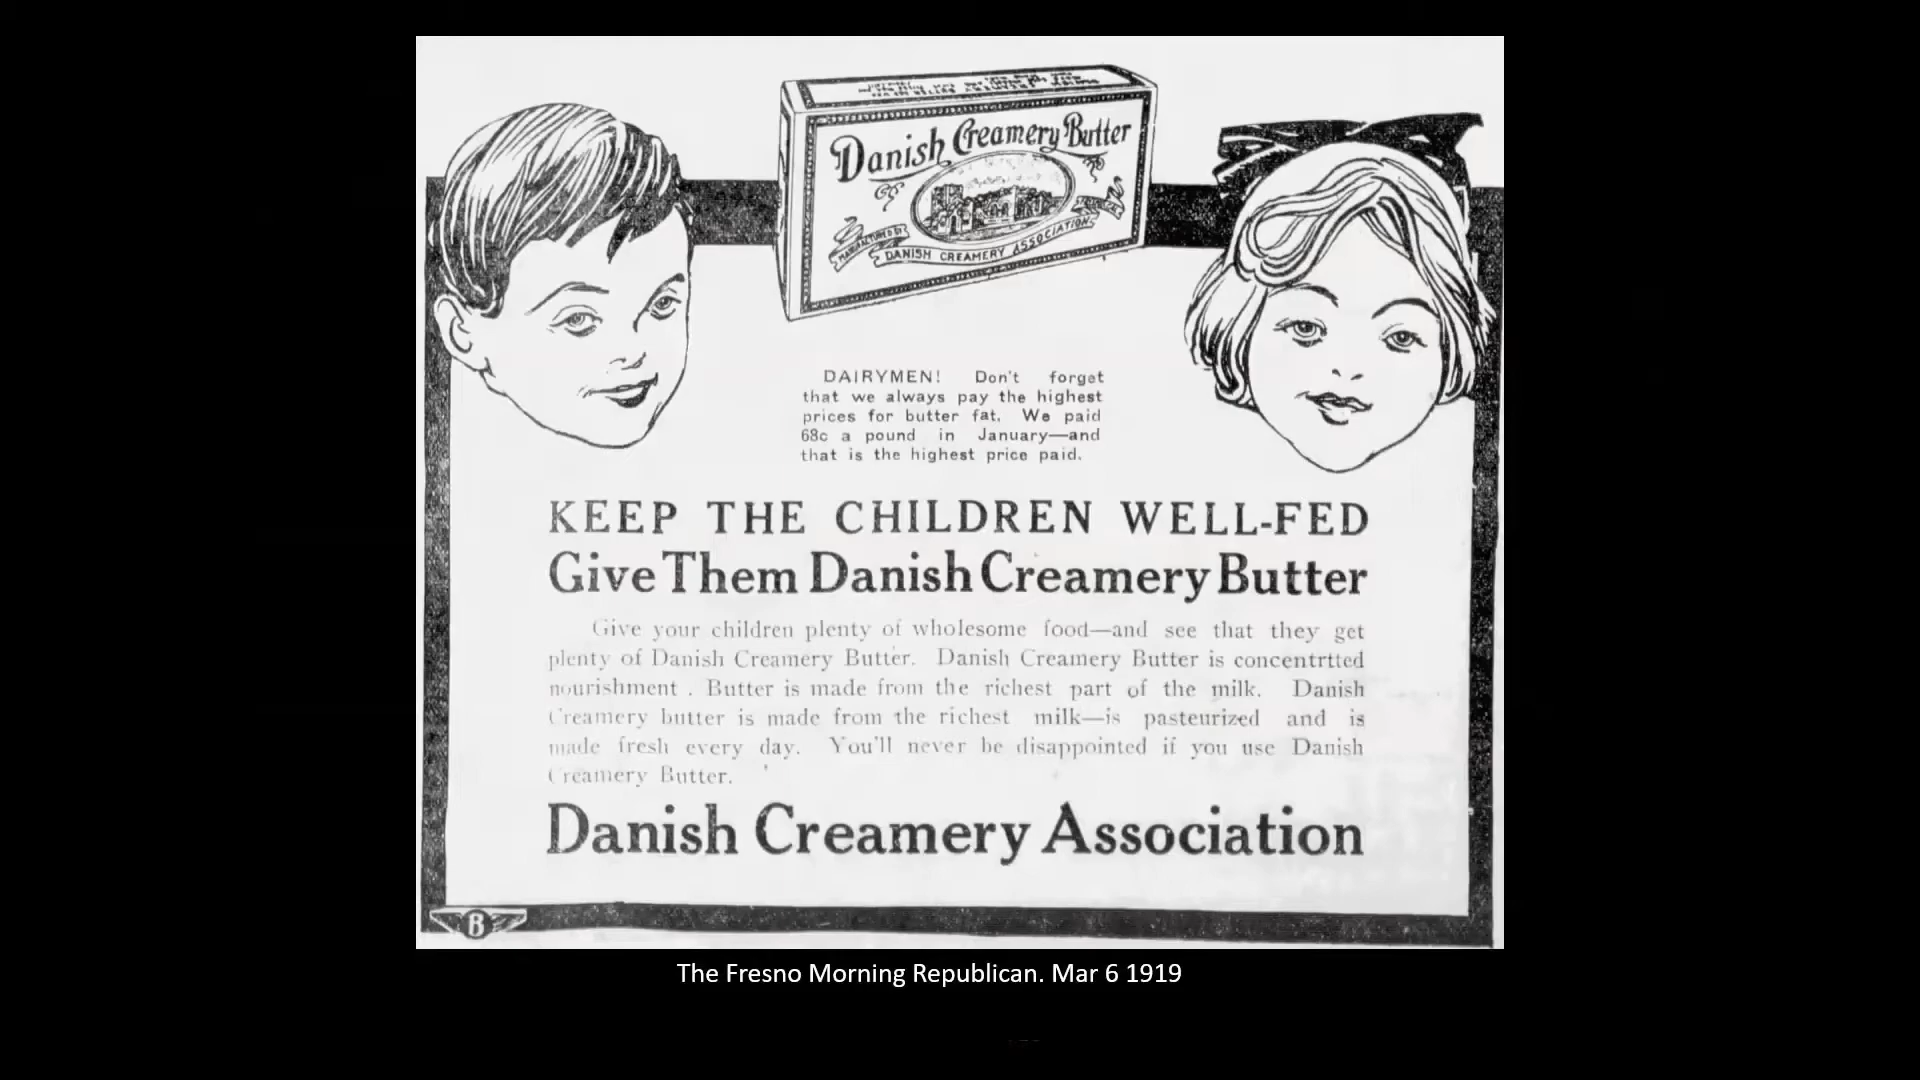 Danish Creamery Butter
MANUFACTURED BY
DANISH CREAMERY ASSOCIATION
DAIRYMEN! Don't forget
that we always pay the highest
prices for butter fat. We paid
68c a pound in January—and
that is the highest price paid.
KEEP THE CHILDREN WELL-FED
Give Them Danish Creamery Butter
Give your children plenty of wholesome food—and see that they get
plenty of Danish Creamery Butter. Danish Creamery Butter is concentrtted
nourishment . Butter is made from the richest part of the milk. Danish
Creamery butter is made from the richest milk—is pasteurized and is
made fresh every day. You'll never be disappointed if you use Danish
Creamery Butter.
Danish Creamery Association
B
The Fresno Morning Republican. Mar 6 1919